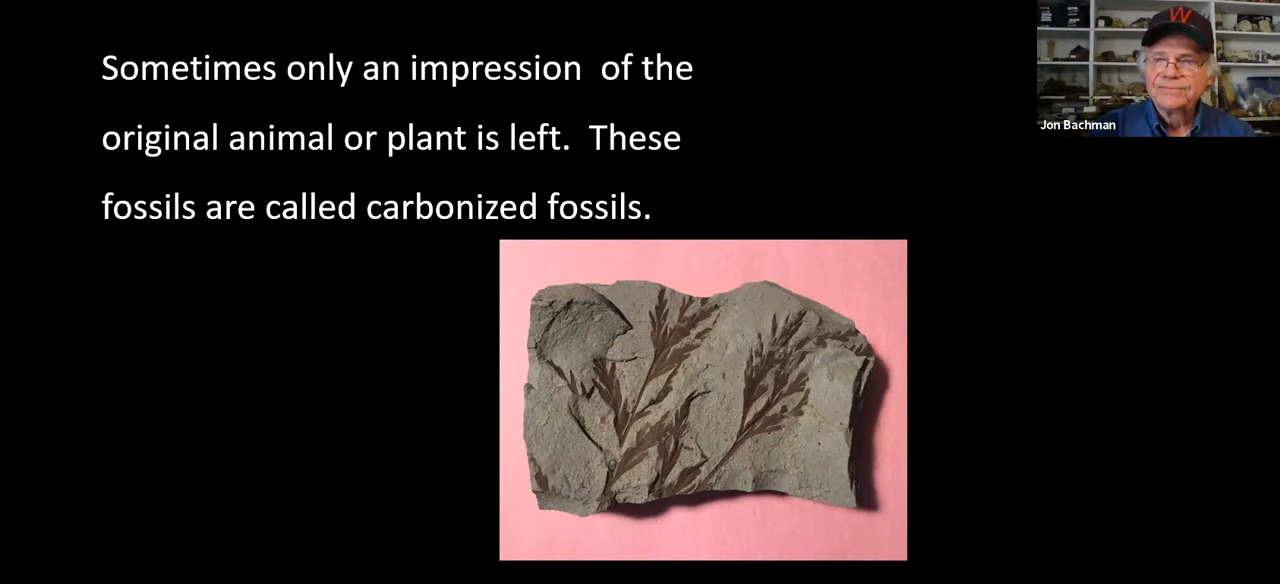 Sometimes only an impression  of the
original animal or plant is left.  These
fossils are called carbonized fossils.
W
Jon Bachman